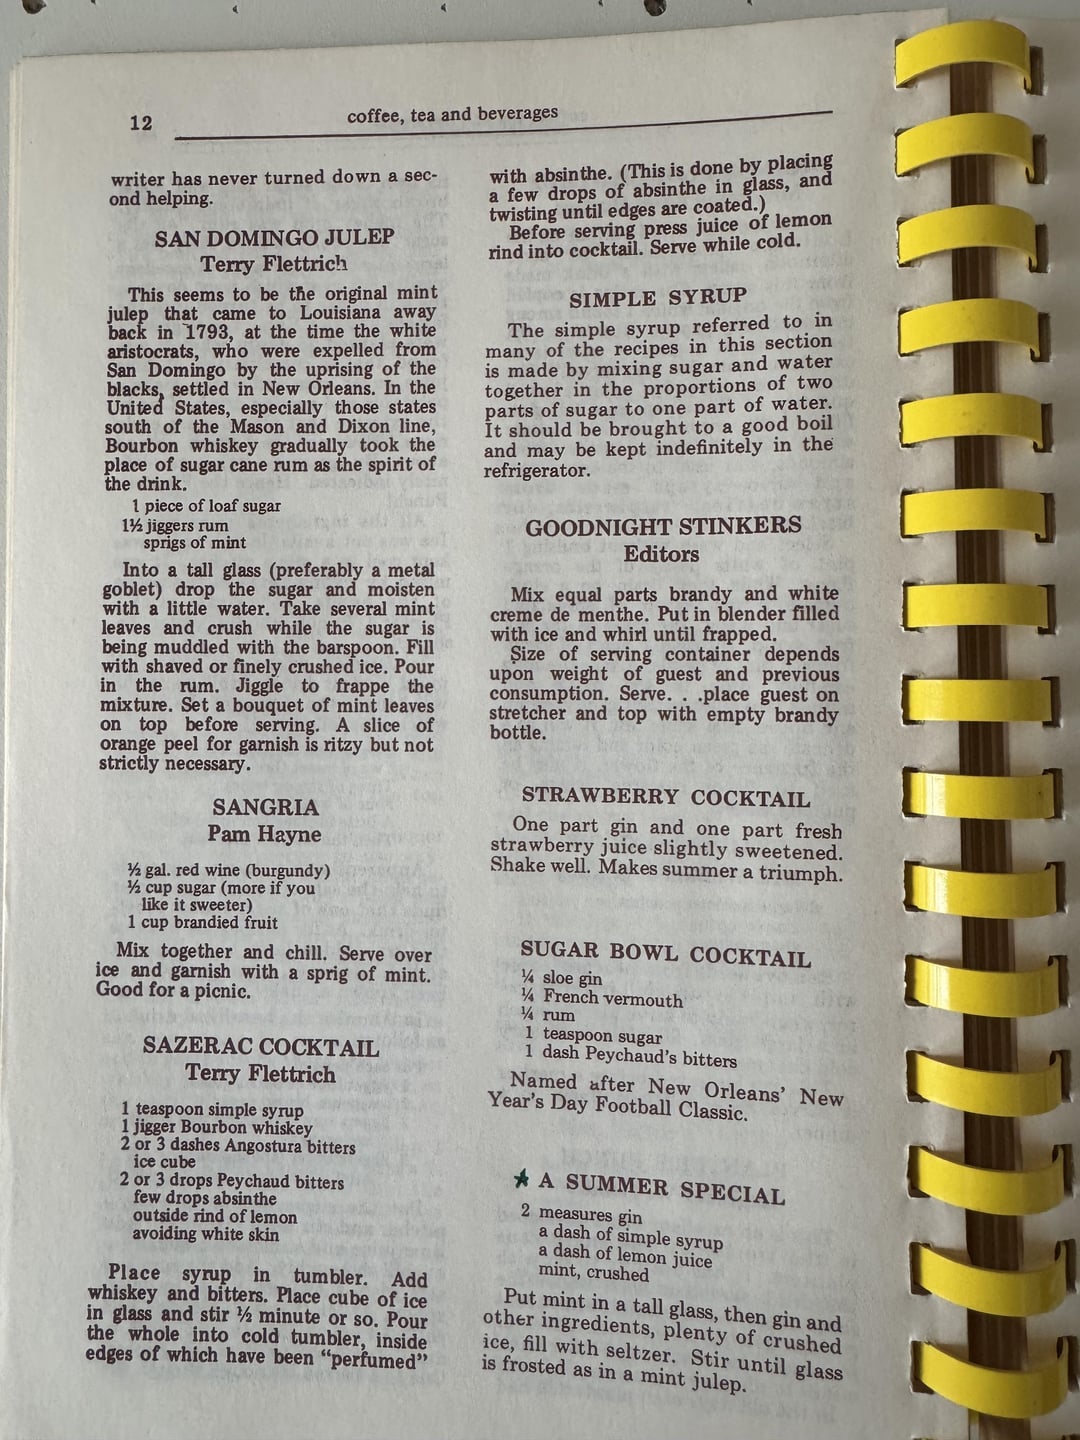 12
coffee, tea and beverages
writer has never turned down a sec-
ond helping.
SAN DOMINGO JULEP
Terry Flettrich
This seems to be the original mint
julep that came to Louisiana away
back in 1793, at the time the white
aristocrats, who were expelled from
San Domingo by the uprising of the
blacks, settled in New Orleans. In the
United States, especially those states
south of the Mason and Dixon line,
Bourbon whiskey gradually took the
place of sugar cane rum as the spirit of
the drink.
1 piece of loaf sugar
1½ jiggers rum
sprigs of mint
Into a tall glass (preferably a metal
goblet) drop the sugar and moisten
with a little water. Take several mint
leaves and crush while the sugar is
being muddled with the barspoon. Fill
with shaved or finely crushed ice. Pour
in the rum. Jiggle to frappe the
mixture. Set a bouquet of mint leaves
on top before serving. A slice of
orange peel for garnish is ritzy but not
strictly necessary.
SANGRIA
Pam Hayne
½ gal. red wine (burgundy)
½ cup sugar (more if you
like it sweeter)
1 cup brandied fruit
Mix together and chill. Serve over
ice and garnish with a sprig of mint.
Good for a picnic.
SAZERAC COCKTAIL
Terry Flettrich
1 teaspoon simple syrup
1 jigger Bourbon whiskey
2 or 3 dashes Angostura bitters
ice cube
2 or 3 drops Peychaud bitters
few drops absinthe
outside rind of lemon
avoiding white skin
Place syrup in tumbler. Add
whiskey and bitters. Place cube of ice
in glass and stir ½ minute or so. Pour
the whole into cold tumbler, inside
edges of which have been “perfumed”
with absinthe. (This is done by placing
a few drops of absinthe in glass, and
twisting until edges are coated.)
Before serving press juice of lemon
rind into cocktail. Serve while cold.
SIMPLE SYRUP
The simple syrup referred to in
many of the recipes in this section
is made by mixing sugar and water
together in the proportions of two
parts of sugar to one part of water.
It should be brought to a good boil
and may be kept indefinitely in the
refrigerator.
GOODNIGHT STINKERS
Editors
Mix equal parts brandy and white
creme de menthe. Put in blender filled
with ice and whirl until frapped.
Size of serving container depends
upon weight of guest and previous
consumption. Serve. . .place guest on
stretcher and top with empty brandy
bottle.
STRAWBERRY COCKTAIL
One part gin and one part fresh
strawberry juice slightly sweetened.
Shake well. Makes summer a triumph.
SUGAR BOWL COCKTAIL
¼ sloe gin
¼ French vermouth
¼ rum
1 teaspoon sugar
1 dash Peychaud's bitters
Named after New Orleans' New
Year's Day Football Classic.
★ A SUMMER SPECIAL
2 measures gin
a dash of simple syrup
a dash of lemon juice
mint, crushed
Put mint in a tall glass, then gin and
other ingredients, plenty of crushed
ice, fill with seltzer. Stir until glass
is frosted as in a mint julep.